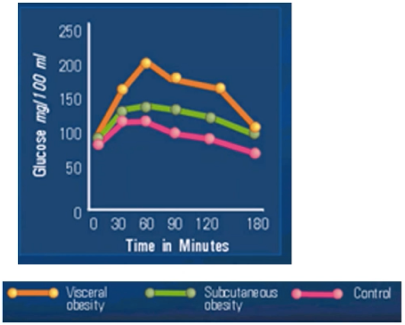 250
200
150
100
50
0
Glucose mg/100 ml
0 30 60 90 120 180
Time in Minutes
Visceral obesity
Subcutaneous obesity
Control